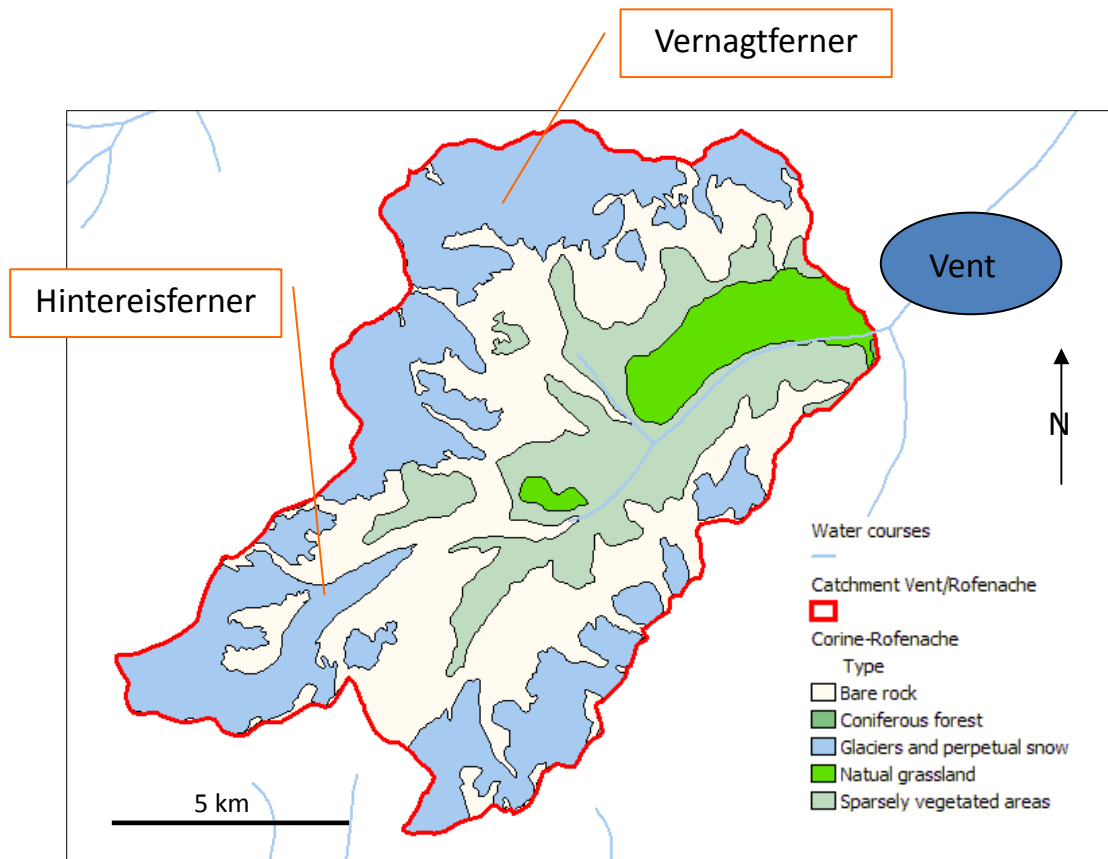 Vernagtferner
Vent
Hintereisferner
N
Water courses
Catchment Vent/Rofenache
Corine-Rofenache
Type
Bare rock
Coniferous forest
Glaciers and perpetual snow
Natual grassland
Sparsely vegetated areas
5 km